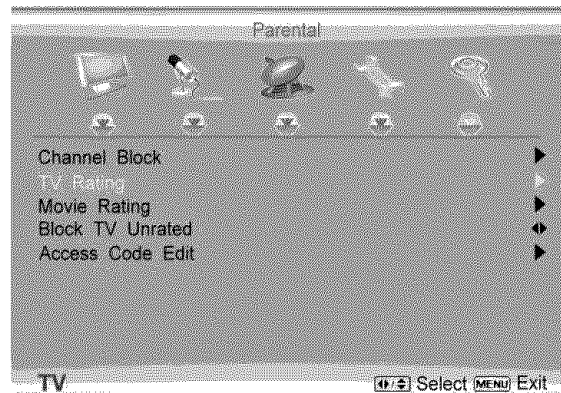 Parental
Channel Block
TV Rating
Movie Rating
Block TV Unrated
Access Code Edit
TV Select MENU Exit